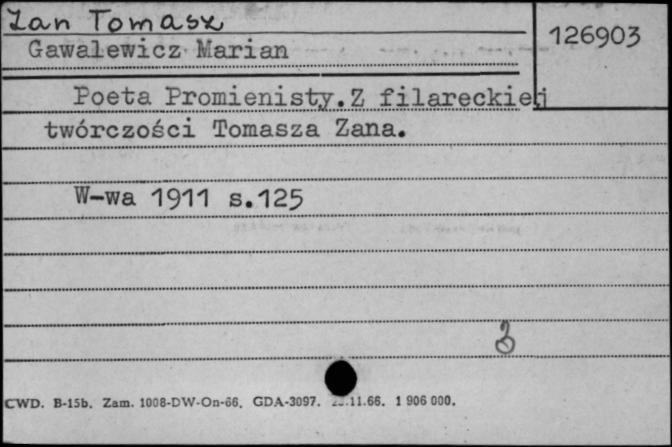 Zan Tomasz
Gawalewicz Marian
126903
Poeta Promienisty.Z filareckiej
twórczości Tomasza Zana.
W-wa 1911 s.125
CWD. B-15b. Zam. 1008-DW-On-66. GDA-3097. .11.66. 1 906 000.